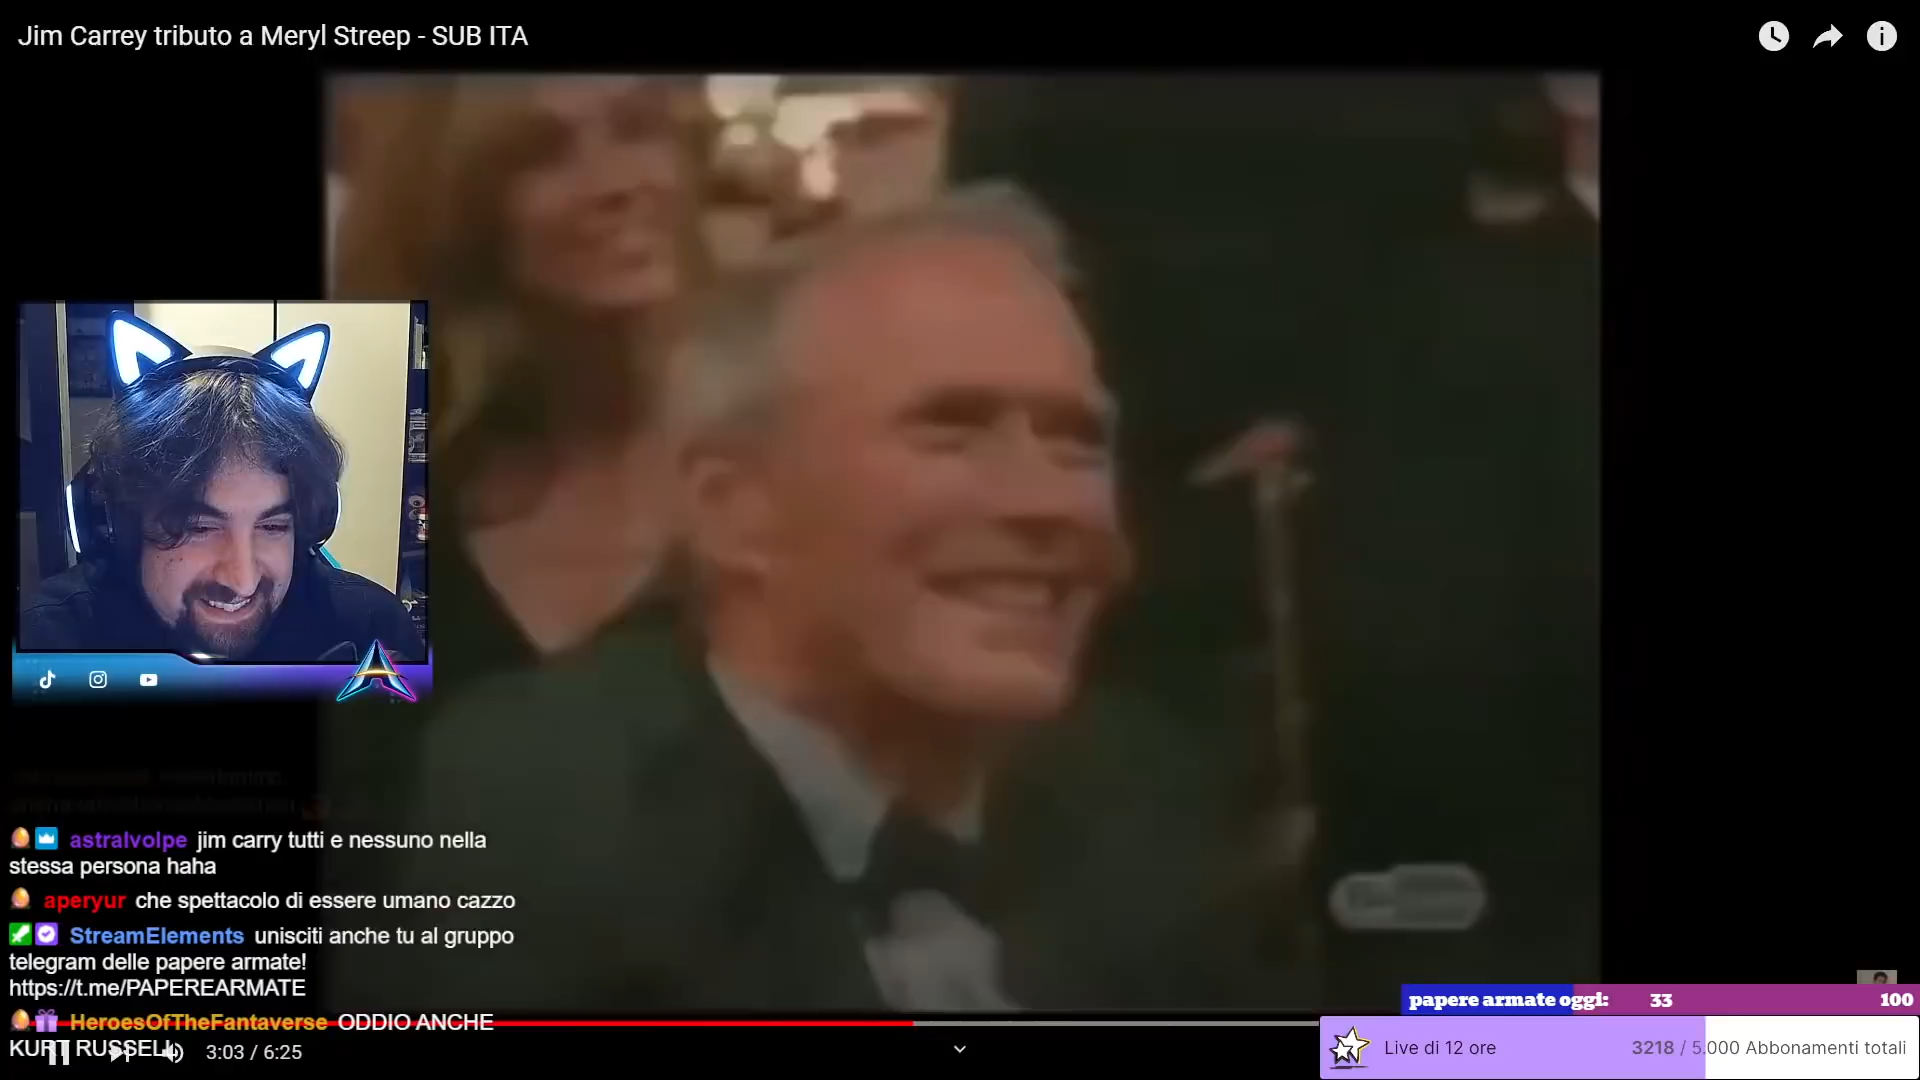 Jim Carrey tributo a Meryl Streep - SUB ITA
astralvolpe jim carry tutti e nessuno nella
stessa persona haha
aperyur che spettacolo di essere umano cazzo
StreamElements unisciti anche tu al gruppo
telegram delle papere armate!
https://t.me/PAPEREARMATE
HeroesOfTheFantaverse ODDIO ANCHE
KURT RUSSELL
3:03 / 6:25
papere armate oggi: 33 100
Live di 12 ore 3218 / 5.000 Abbonamenti totali